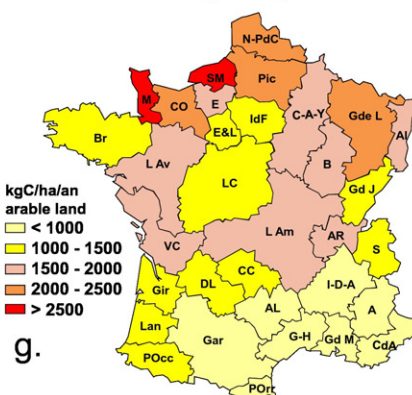 N-PdC
SM
Pic
M
CO
E
C-A-Y
Gde L
Al
Br
E&L
IdF
B
L Av
LC
Gd J
kgC/ha/an
arable land
< 1000
1000 - 1500
1500 - 2000
2000 - 2500
> 2500
VC
L Am
AR
S
Gir
DL
CC
I-D-A
Lan
AL
A
g.
Gar
G-H
Gd M
CdA
POcc
POrr